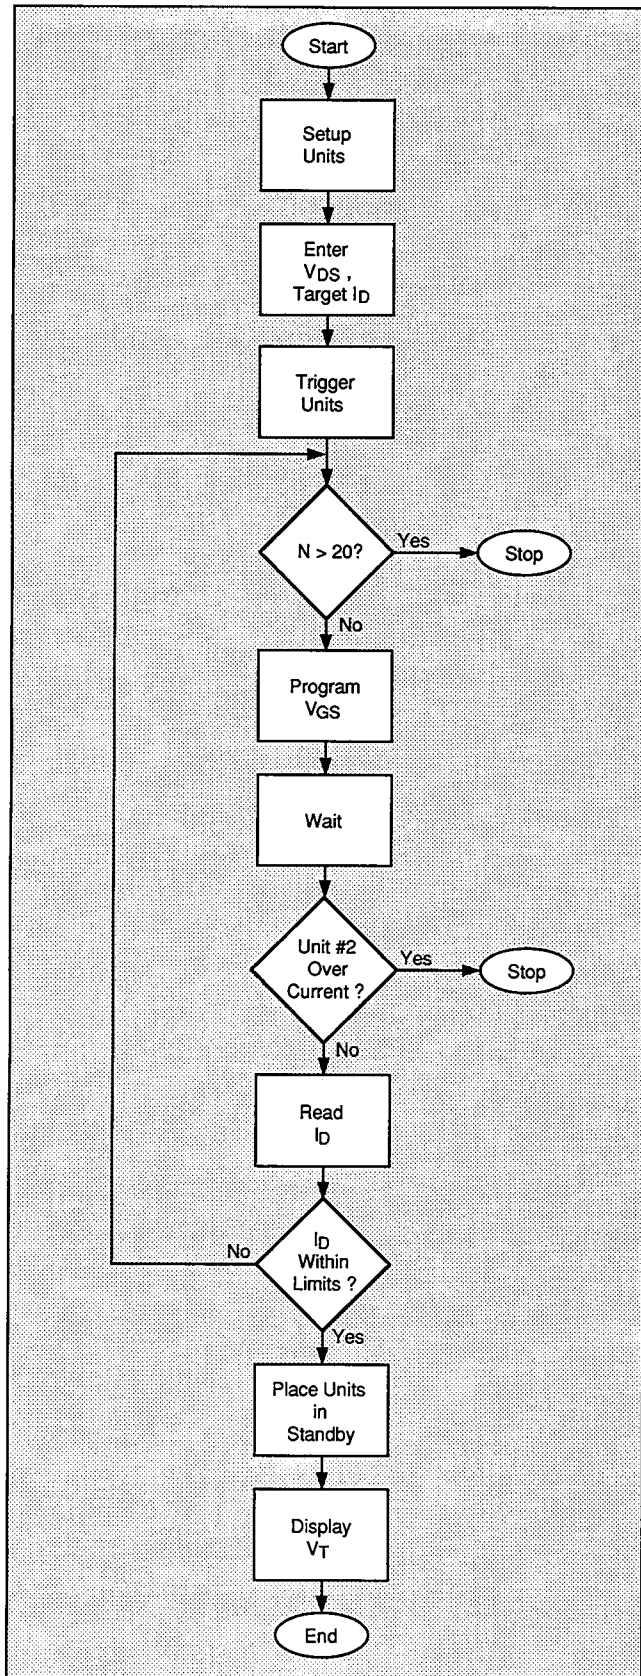 Start
Setup
Units
Enter
VDS ,
Target ID
Trigger
Units
N > 20?
Yes
Stop
No
Program
VGS
Wait
Unit #2
Over
Current ?
Yes
Stop
No
Read
ID
ID
Within
Limits ?
No
Yes
Place Units
in
Standby
Display
VT
End